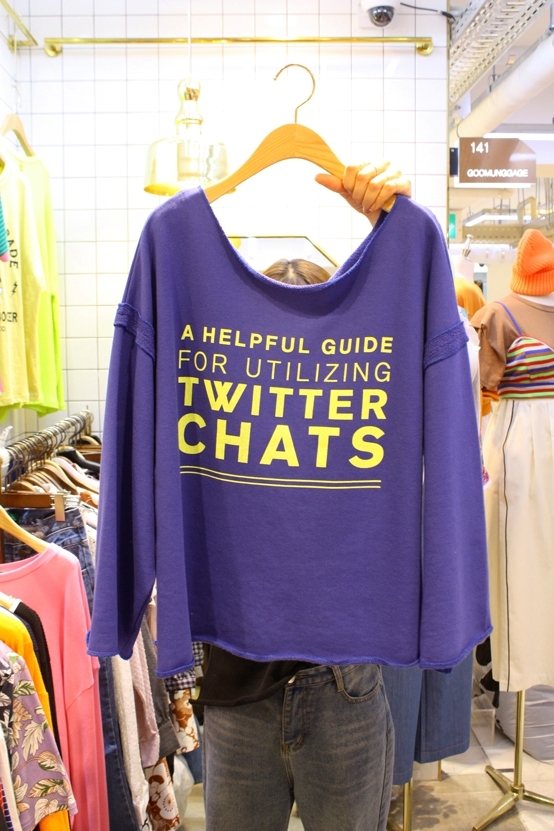 141
GOOMUNGGAGE
A HELPFUL GUIDE
FOR UTILIZING
TWITTER
CHATS